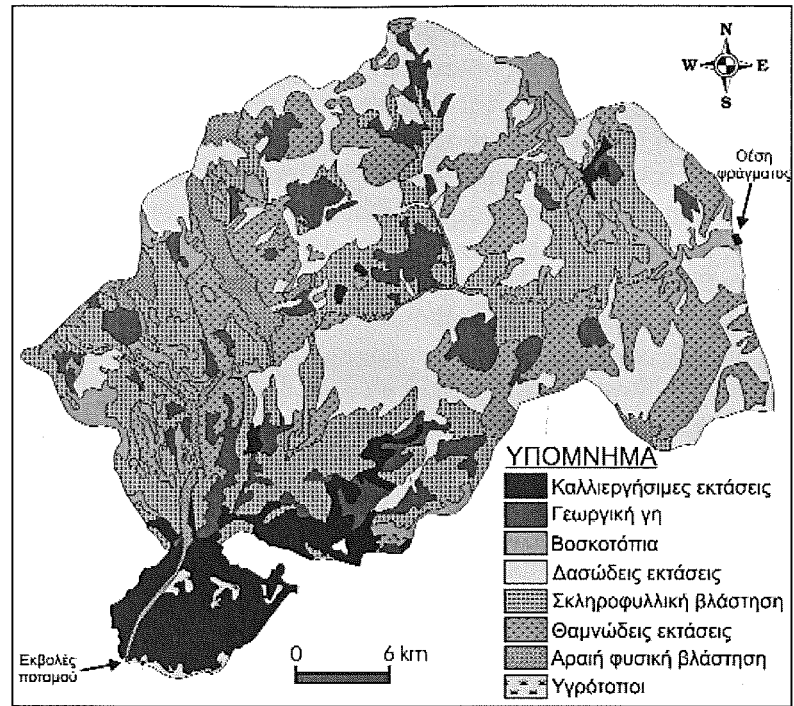 N
W E
S
Θέση
φράγματος
ΥΠΟΜΝΗΜΑ
Καλλιεργήσιμες εκτάσεις
Γεωργική γη
Βοσκοτόπια
Δασώδεις εκτάσεις
Σκληροφυλλική βλάστηση
Θαμνώδεις εκτάσεις
Αραιή φυσική βλάστηση
Υγρότοποι
0 6 km
Εκβολές
ποταμού